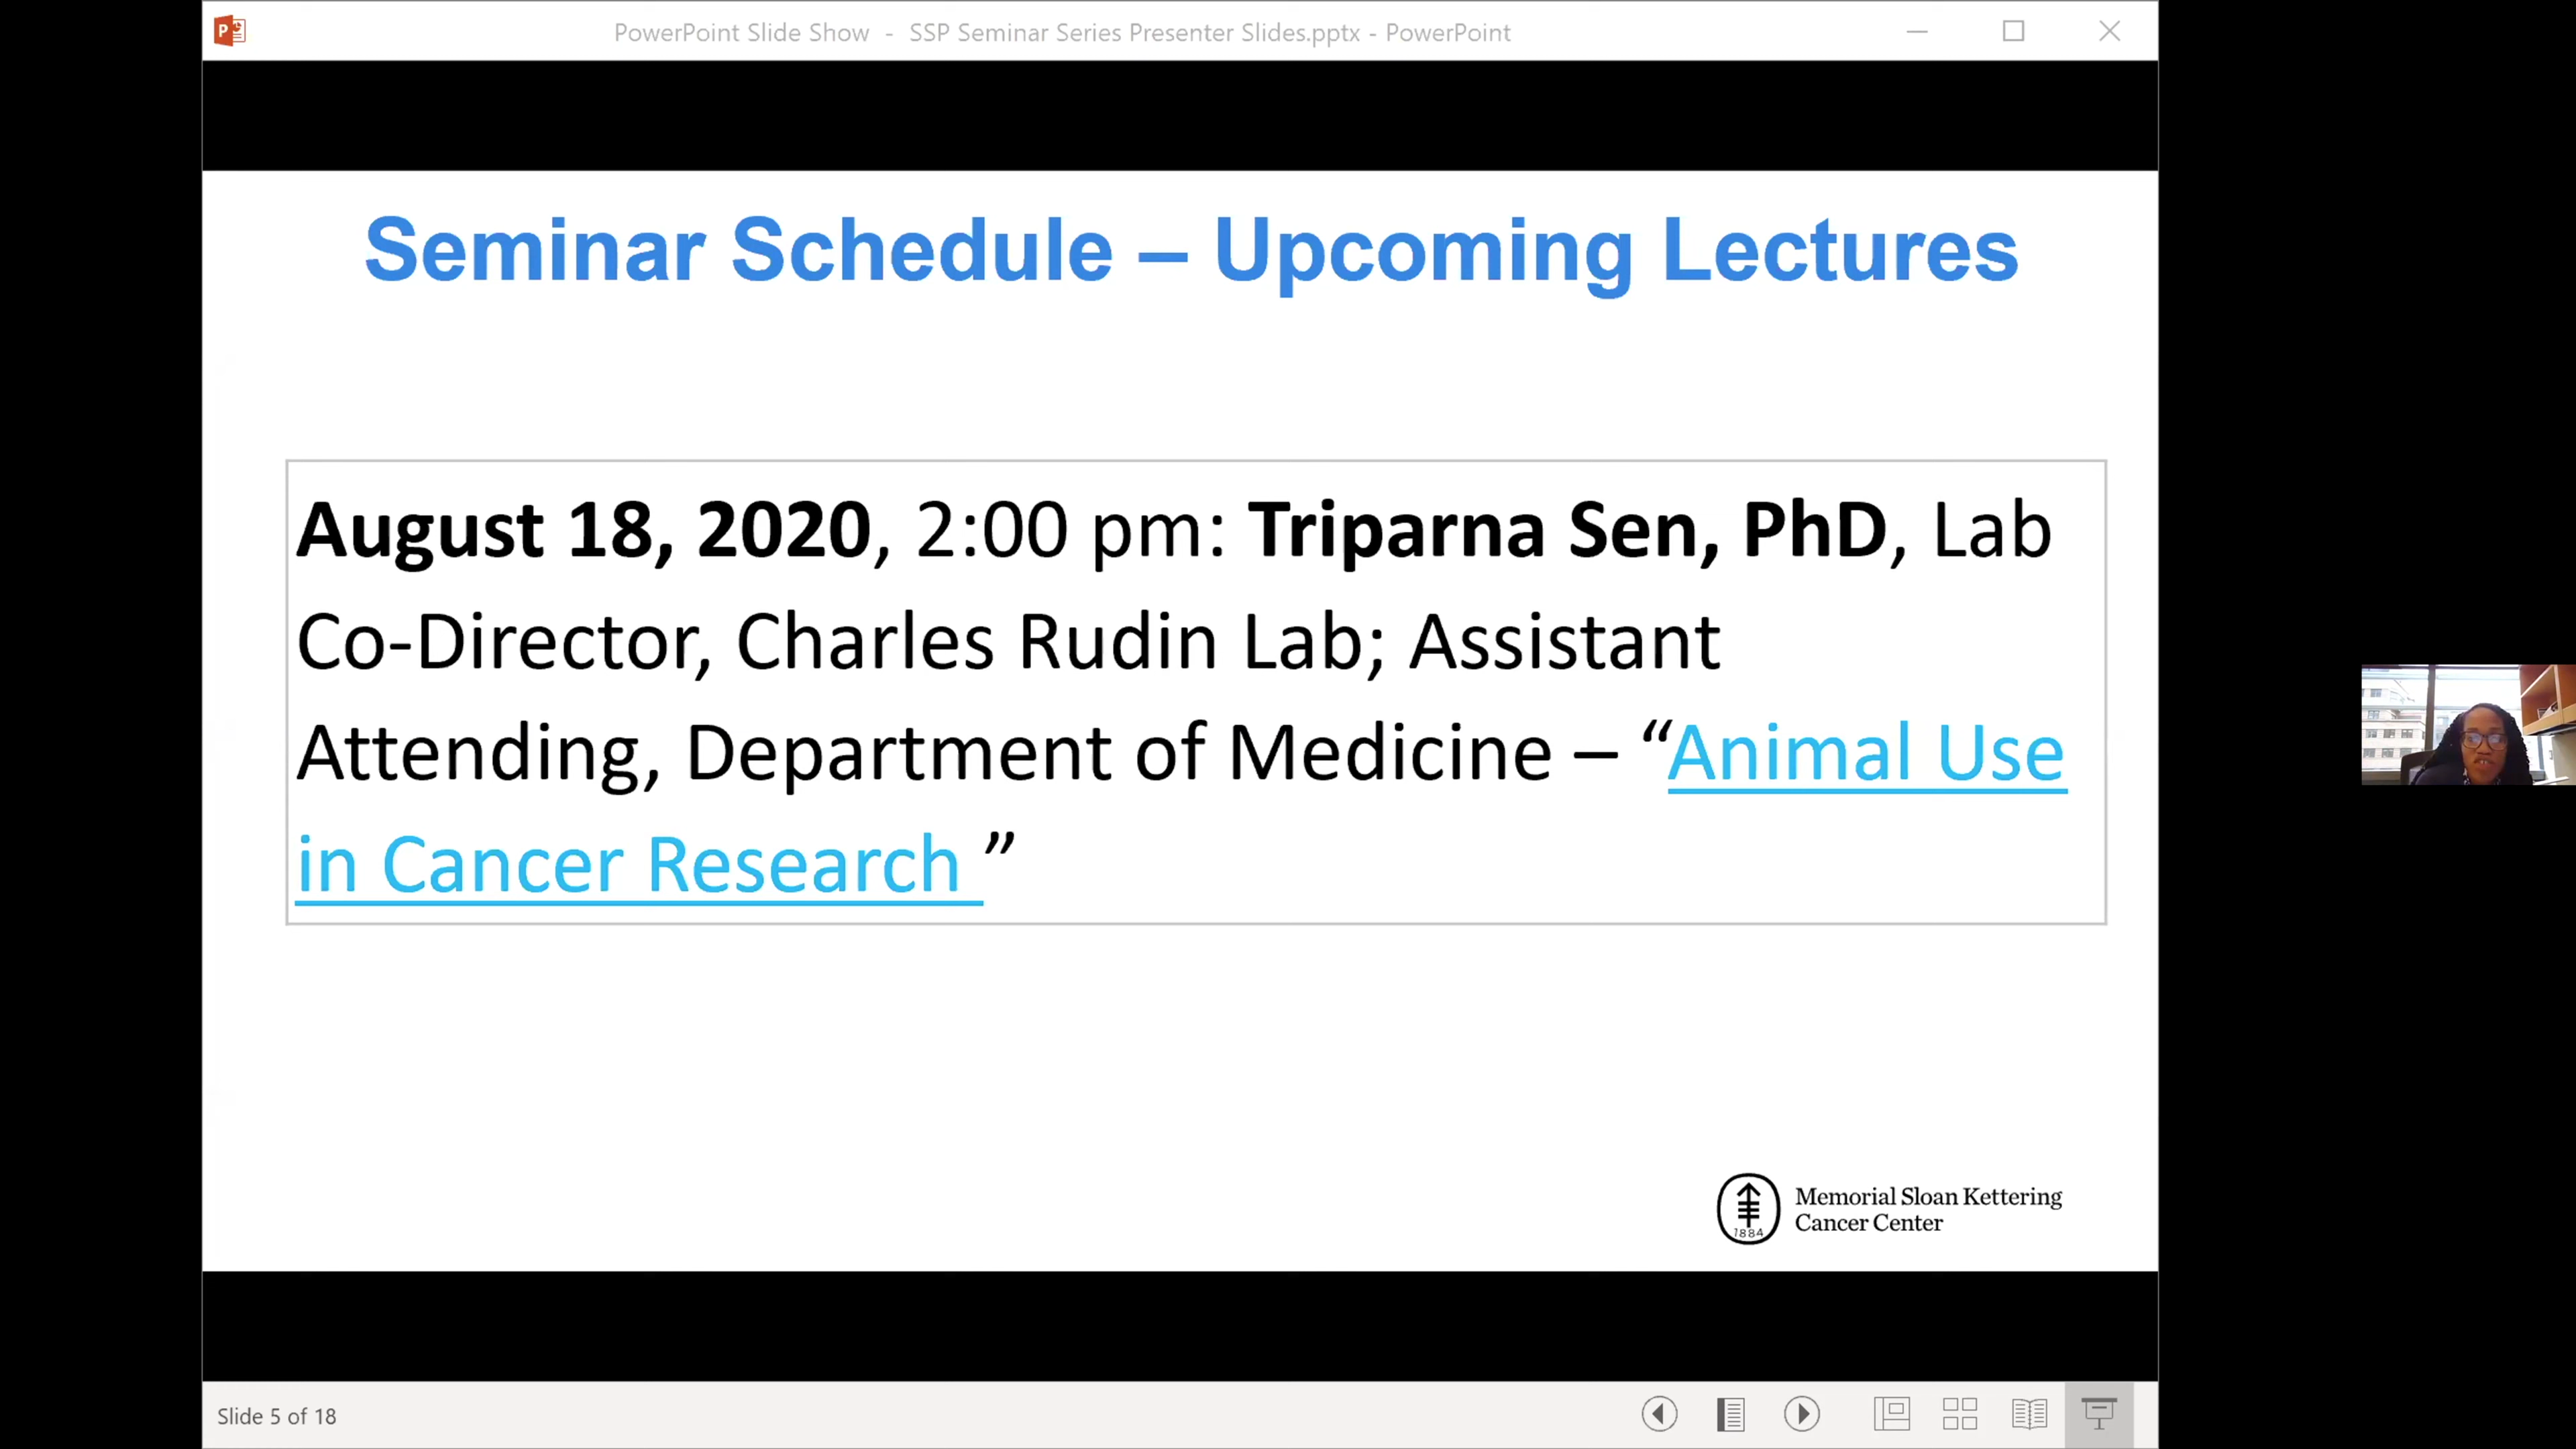 PowerPoint Slide Show - SSP Seminar Series Presenter Slides.pptx - PowerPoint
Seminar Schedule – Upcoming Lectures
August 18, 2020, 2:00 pm: Triparna Sen, PhD, Lab
Co-Director, Charles Rudin Lab; Assistant
Attending, Department of Medicine – “Animal Use
in Cancer Research ”
1884
Memorial Sloan Kettering
Cancer Center
Slide 5 of 18